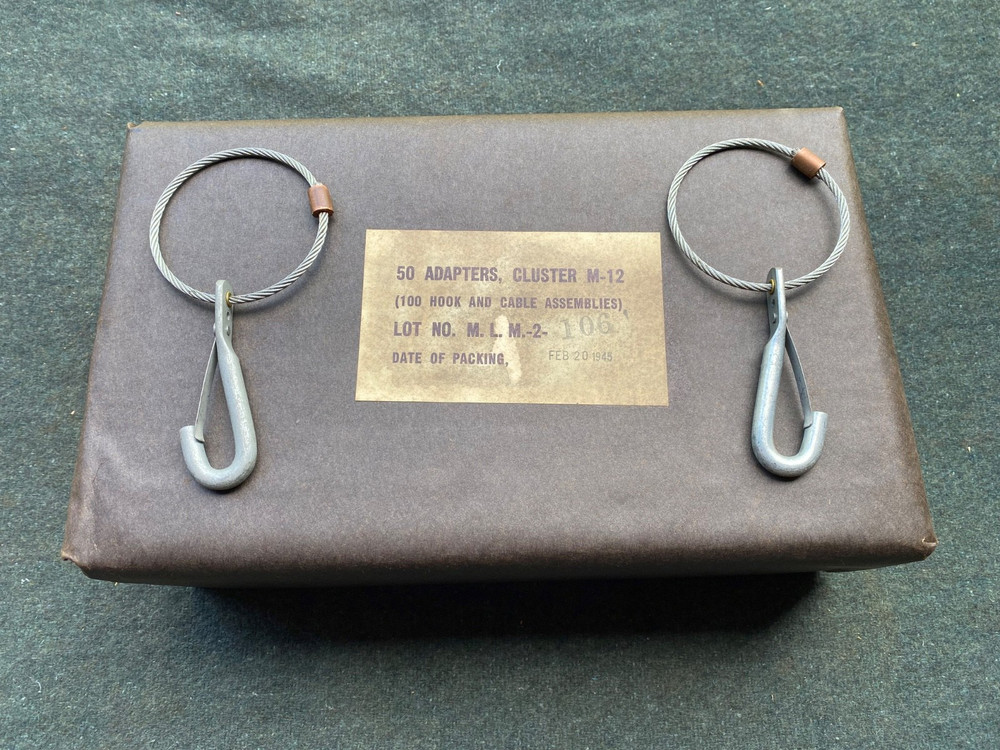 50 ADAPTERS, CLUSTER M-12
(100 HOOK AND CABLE ASSEMBLIES),
LOT NO. M. L. M.-2- 106
DATE OF PACKING, FEB 20 1945